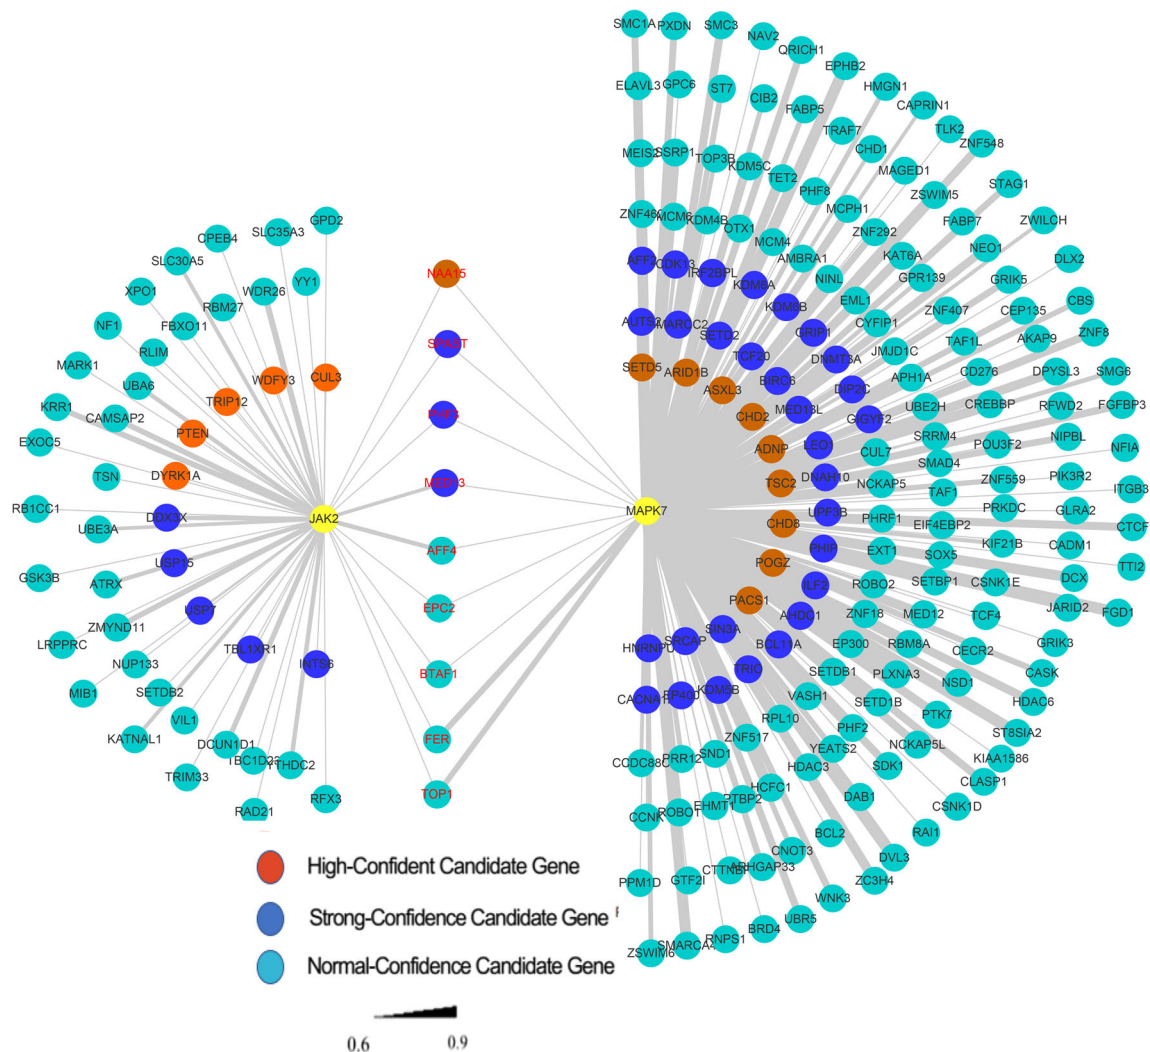 SMC1A
PXDN
SMC3
NAV2
QRICH1
EPHB2
HMGN1
CAPRIN1
TLK2
ZNF548
STAG1
ZWILCH
DLX2
CBS
ZNF8
SMG6
FGFBP3
NFIA
ITGB3
CTCF
TTI2
FGD1
ELAVL3
GPC6
ST7
CIB2
FABP5
TRAF7
CHD1
MAGED1
ZSWIM5
FABP7
NEO1
GRIK5
CEP135
AKAP9
DPYSL3
RFWD2
NIPBL
PIK3R2
GLRA2
CADM1
DCX
JARID2
MEIS2
SSRP1
TOP3B
KDM5C
TET2
PHF8
MCPH1
ZNF292
KAT6A
GPR139
ZNF407
TAF1L
CD276
CREBBP
POU3F2
ZNF559
PRKDC
KIF21B
CSNK1E
TCF4
GRIK3
CASK
HDAC6
ST8SIA2
KIAA1586
CLASP1
CSNK1D
RAI1
DVL3
ZC3H4
WNK3
UBR5
BRD4
RNPS1
ZSWIM6
MCM6
KDM4B
OTX1
MCM4
AMBRA1
NINL
EML1
CYFIP1
JMJD1C
APH1A
UBE2H
SRRM4
CUL7
SMAD4
NCKAP5
TAF1
PHRF1
EIF4EBP2
EXT1
SOX5
SETBP1
ROBO2
ZNF18
MED12
CECR2
EP300
RBM8A
NSD1
PLXNA3
SETDB1
SETD1B
PTK7
VASH1
PHF2
NCKAP5L
RPL10
YEATS2
SDK1
ZNF517
HDAC3
DAB1
SND1
HCFC1
BCL2
PRR12
PTBP2
CNOT3
CCDC88C
EHMT1
ARHGAP33
ROBO1
CCNK
GTF2I
PPM1D
AFF2
CDK13
IRF2BPL
KDM6A
KDM6B
GRIP1
DNMT3A
DIP2C
GIGYF2
AUTS2
SETD2
TCF20
BIRC6
MED13L
LEO1
DNAH10
UPF3B
PHIP
ILF2
AHDC1
BCL11A
SIN3A
TRIO
SRCAP
KDM5B
HNRNPU
EP400
SETD5
ARID1B
ASXL3
CHD2
ADNP
TSC2
CHD8
POGZ
PACS1
MAPK7
NAA15
SPAST
PHF3
MED13
AFF4
EPC2
BTAF1
FER
TOP1
GPD2
SLC35A3
CPEB4
SLC30A5
WDR26
YY1
XPO1
RBM27
NF1
FBXO11
MARK1
RLIM
UBA6
CUL3
WDFY3
TRIP12
KRR1
CAMSAP2
PTEN
EXOC5
TSN
DYRK1A
RB1CC1
UBE3A
DDX3X
JAK2
GSK3B
ATRX
USP15
USP7
LRPPRC
ZMYND11
NUP133
TBL1XR1
INTS6
MIB1
SETDB2
VIL1
KATNAL1
DCUN1D1
TBC1D23
YTHDC2
TRIM33
RAD21
RFX3
High-Confident Candidate Gene
Strong-Confidence Candidate Gene
Normal-Confidence Candidate Gene
0.6
0.9